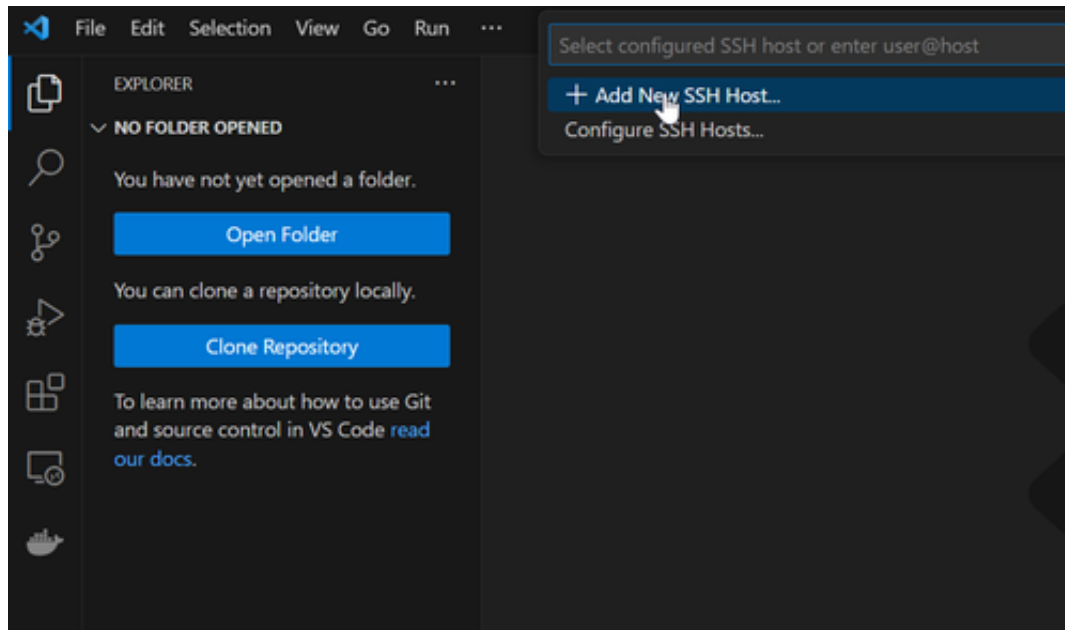 File Edit Selection View Go Run ...
Select configured SSH host or enter user@host
+ Add New SSH Host...
Configure SSH Hosts...
EXPLORER ...
NO FOLDER OPENED
You have not yet opened a folder.
Open Folder
You can clone a repository locally.
Clone Repository
To learn more about how to use Git
and source control in VS Code read
our docs.